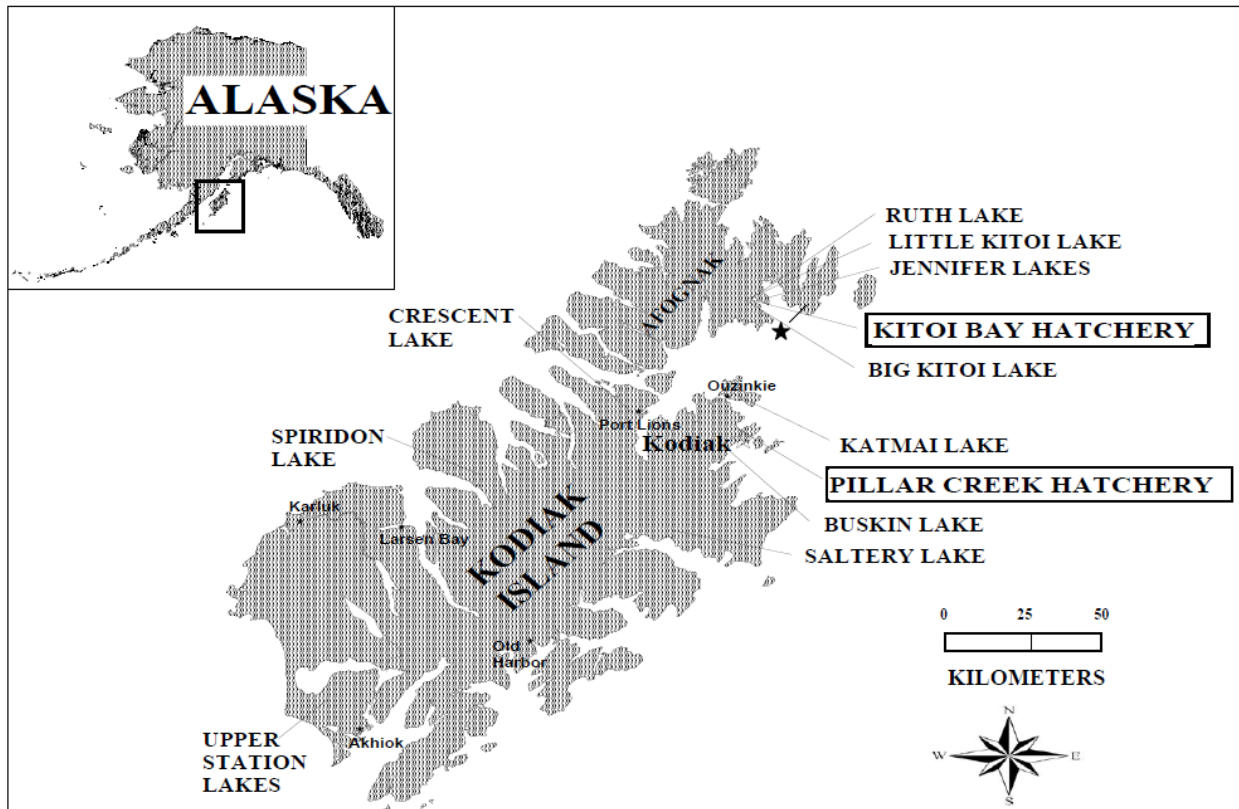 ALASKA
RUTH LAKE
LITTLE KITOI LAKE
JENNIFER LAKES
AFOGNAK
CRESCENT
LAKE
KITOI BAY HATCHERY
BIG KITOI LAKE
Ouzinkie
Port Lions
Kodiak
SPIRIDON
LAKE
KATMAI LAKE
PILLAR CREEK HATCHERY
Karluk
Larsen Bay
BUSKIN LAKE
KODIAK
ISLAND
SALTERY LAKE
0 25 50
KILOMETERS
Old
Harbor
UPPER
STATION
LAKES
Akhiok
N
W E
S